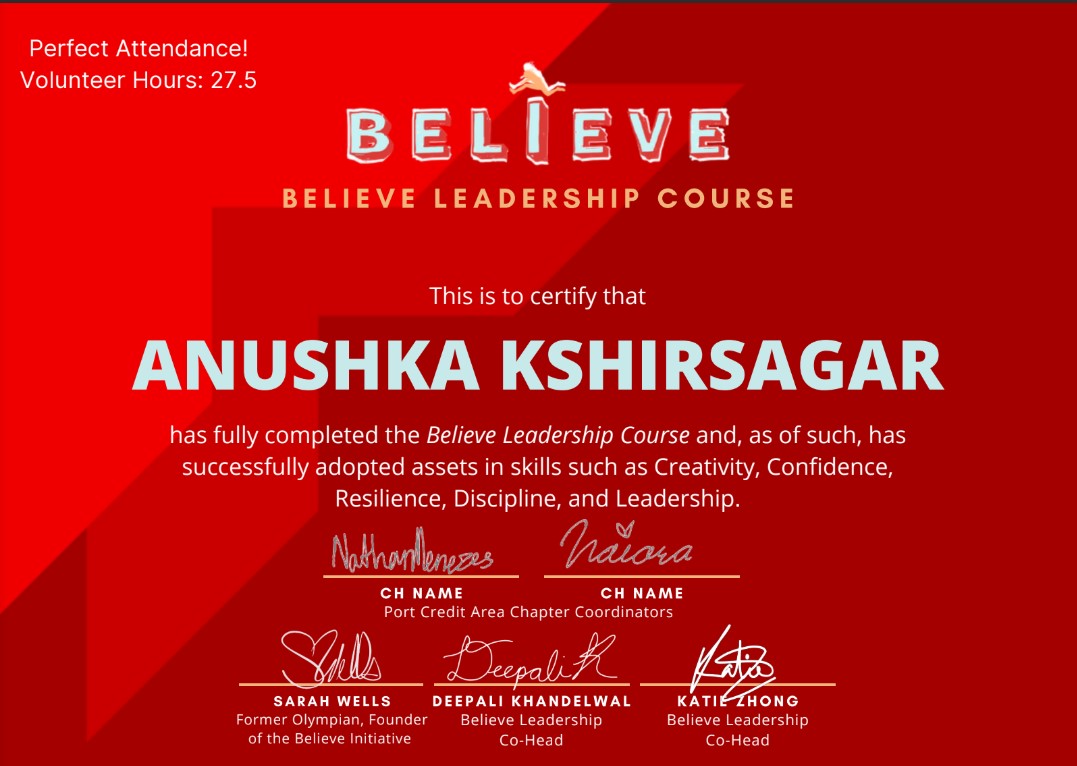 Perfect Attendance!
Volunteer Hours: 27.5
BELIEVE
BELIEVE LEADERSHIP COURSE
This is to certify that
ANUSHKA KSHIRSAGAR
has fully completed the Believe Leadership Course and, as of such, has
successfully adopted assets in skills such as Creativity, Confidence,
Resilience, Discipline, and Leadership.
NathanMenezes Naiora
CH NAME CH NAME
Port Credit Area Chapter Coordinators
SWells Deepali K Katie
SARAH WELLS DEEPALI KHANDELWAL KATIE ZHONG
Former Olympian, Founder Believe Leadership Believe Leadership
of the Believe Initiative Co-Head Co-Head